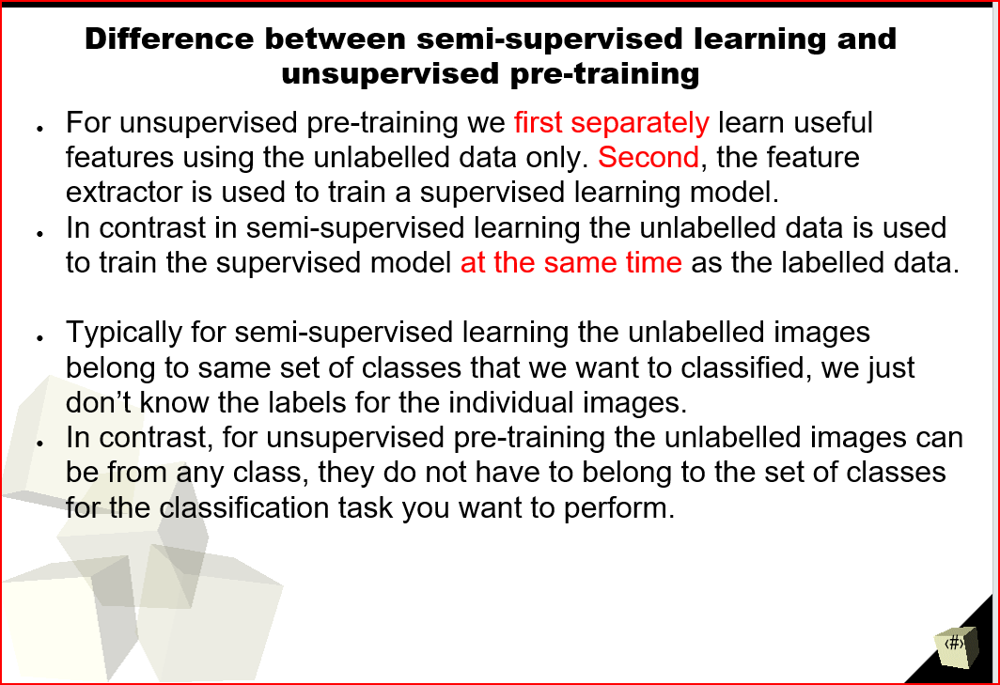 Difference between semi-supervised learning and
unsupervised pre-training
● For unsupervised pre-training we first separately learn useful
features using the unlabelled data only. Second, the feature
extractor is used to train a supervised learning model.
● In contrast in semi-supervised learning the unlabelled data is used
to train the supervised model at the same time as the labelled data.
● Typically for semi-supervised learning the unlabelled images
belong to same set of classes that we want to classified, we just
don’t know the labels for the individual images.
● In contrast, for unsupervised pre-training the unlabelled images can
be from any class, they do not have to belong to the set of classes
for the classification task you want to perform.
‹#›